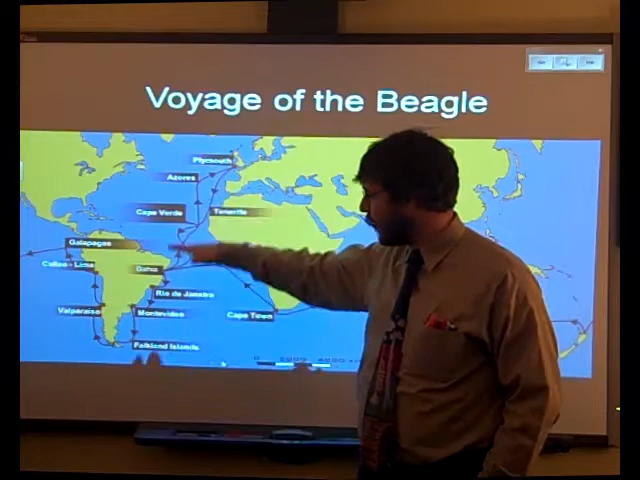 Voyage of the Beagle
Plymouth
Azores
Cape Verde
Tenerife
Galapagos
Callao - Lima
Bahia
Rio de Janeiro
Valparaiso
Montevideo
Cape Town
Falkland Islands
0